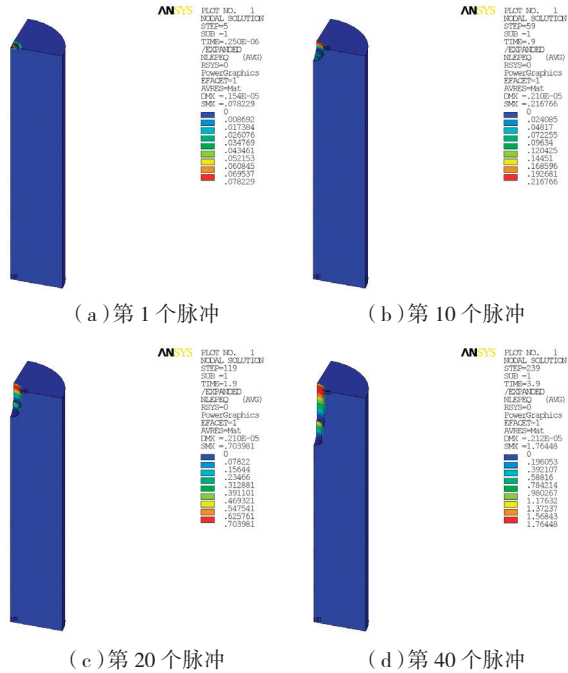 ANSYS
PLOT NO. 1
NODAL SOLUTION
STEP=5
SUB =1
TIME=.250E-06
/EXPANDED
NLEPEQ (AVG)
RSYS=0
PowerGraphics
EFACET=1
AVRES=Mat
DMX =.154E-05
SMX =.078229
0
.008692
.017384
.026076
.034769
.043461
.052153
.060845
.069537
.078229
(a)第1个脉冲
ANSYS
PLOT NO. 1
NODAL SOLUTION
STEP=59
SUB =1
TIME=.9
/EXPANDED
NLEPEQ (AVG)
RSYS=0
PowerGraphics
EFACET=1
AVRES=Mat
DMX =.210E-05
SMX =.216766
0
.024085
.04817
.072255
.09634
.120425
.14451
.168596
.192681
.216766
(b)第10个脉冲
ANSYS
PLOT NO. 1
NODAL SOLUTION
STEP=119
SUB =1
TIME=1.9
/EXPANDED
NLEPEQ (AVG)
RSYS=0
PowerGraphics
EFACET=1
AVRES=Mat
DMX =.210E-05
SMX =.703981
0
.07822
.15644
.23466
.312881
.391101
.469321
.547541
.625761
.703981
(c)第20个脉冲
ANSYS
PLOT NO. 1
NODAL SOLUTION
STEP=239
SUB =1
TIME=3.9
/EXPANDED
NLEPEQ (AVG)
RSYS=0
PowerGraphics
EFACET=1
AVRES=Mat
DMX =.212E-05
SMX =1.76448
0
.196053
.392107
.58816
.784214
.980267
1.17632
1.37237
1.56843
1.76448
(d)第40个脉冲